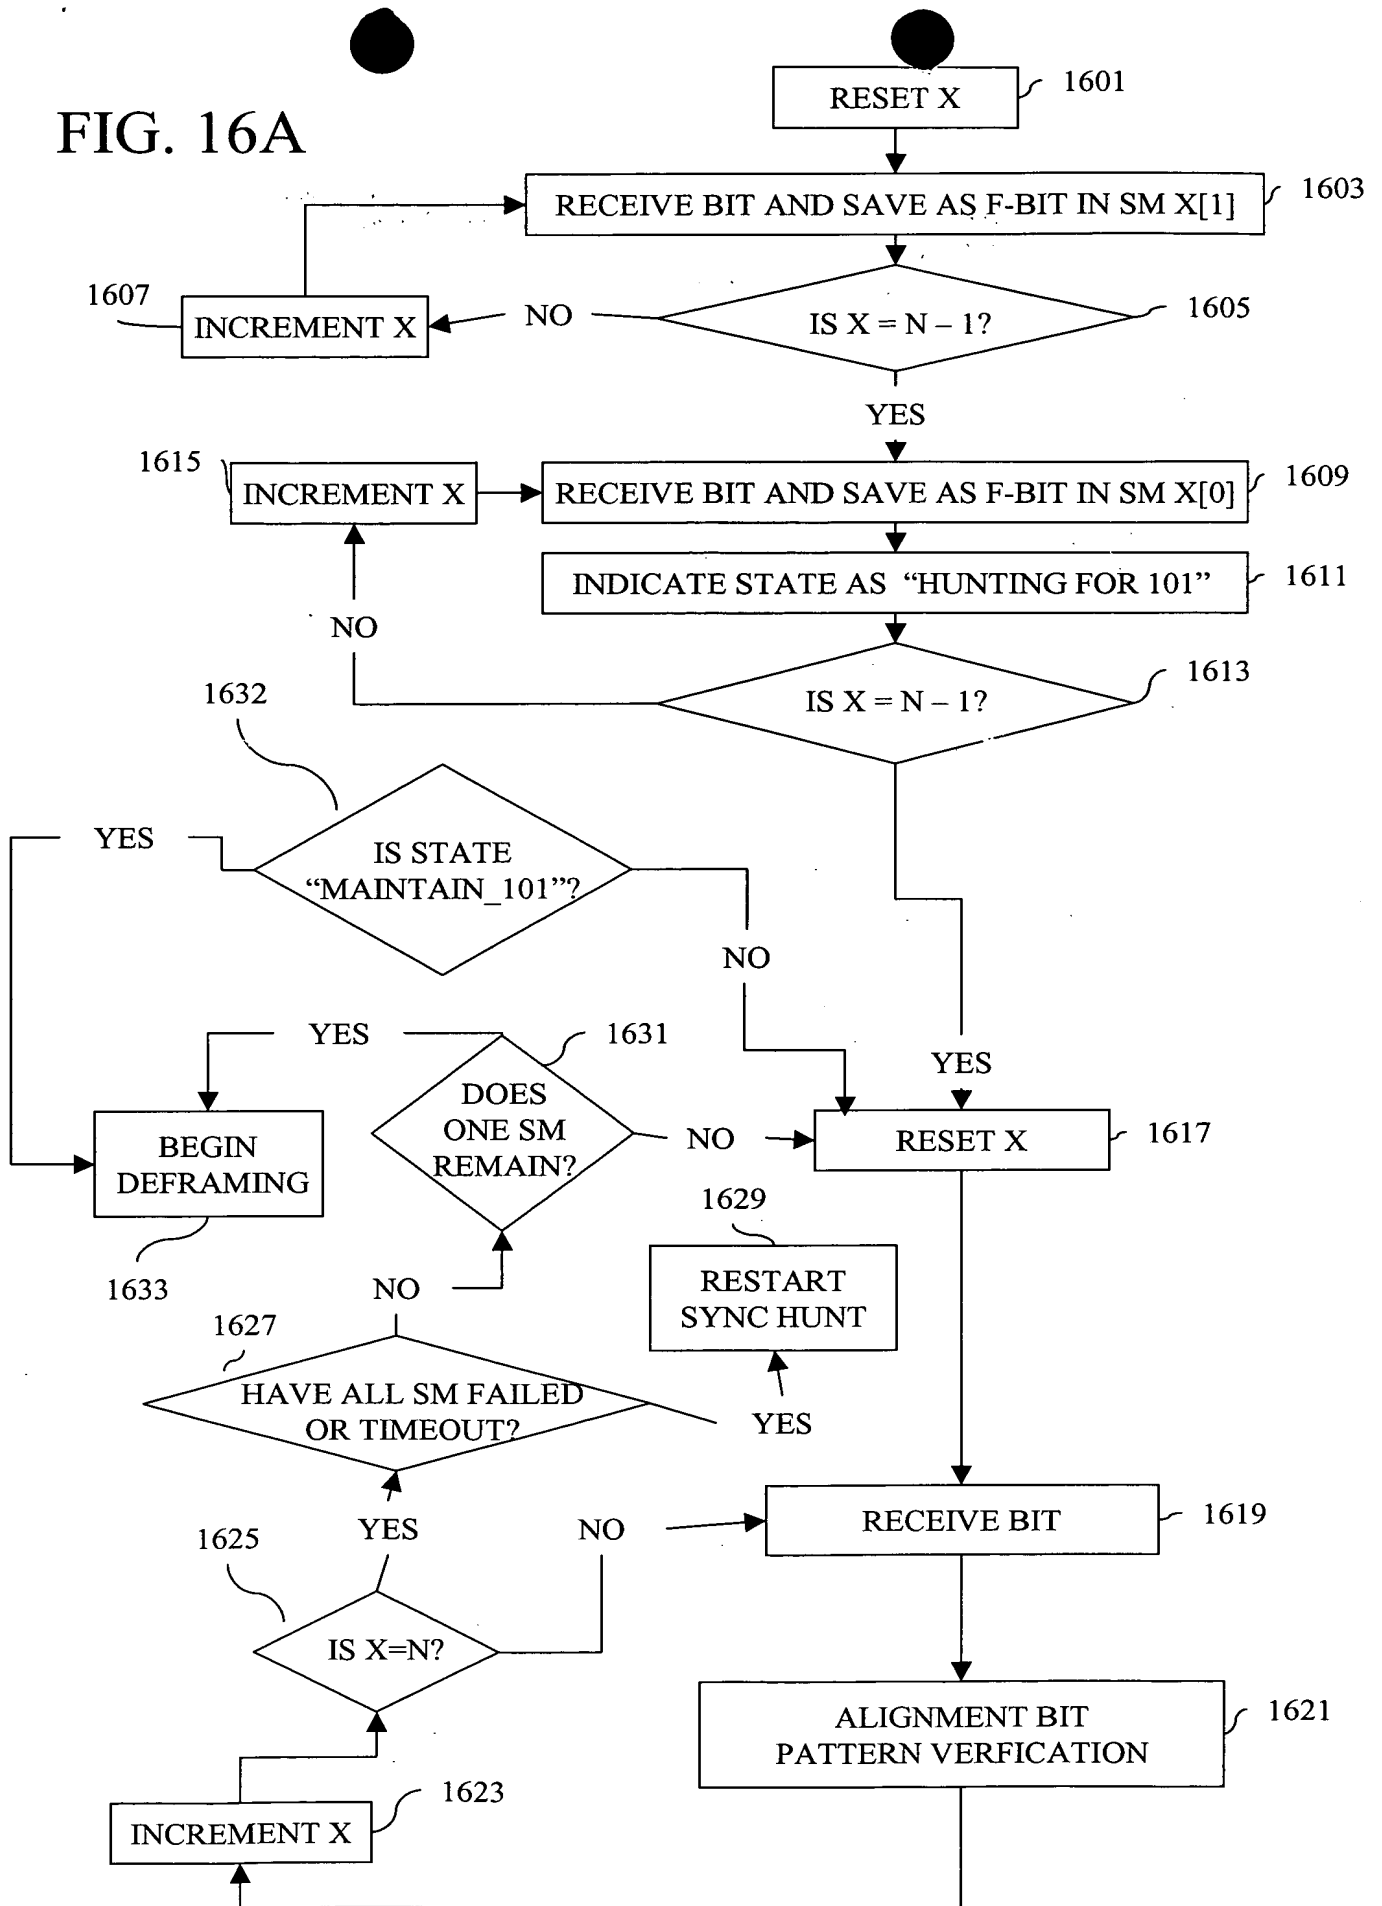 FIG. 16A
RESET X
1601
RECEIVE BIT AND SAVE AS F-BIT IN SM X[1]
1603
1607
INCREMENT X
NO
IS X = N – 1?
1605
YES
1615
INCREMENT X
RECEIVE BIT AND SAVE AS F-BIT IN SM X[0]
1609
INDICATE STATE AS “HUNTING FOR 101”
1611
NO
IS X = N – 1?
1613
1632
YES
IS STATE
“MAINTAIN_101”?
NO
YES
YES
1631
DOES
ONE SM
REMAIN?
NO
RESET X
1617
BEGIN
DEFRAMING
1633
1629
RESTART
SYNC HUNT
NO
1627
HAVE ALL SM FAILED
OR TIMEOUT?
YES
YES
NO
RECEIVE BIT
1619
1625
IS X=N?
ALIGNMENT BIT
PATTERN VERFICATION
1621
1623
INCREMENT X